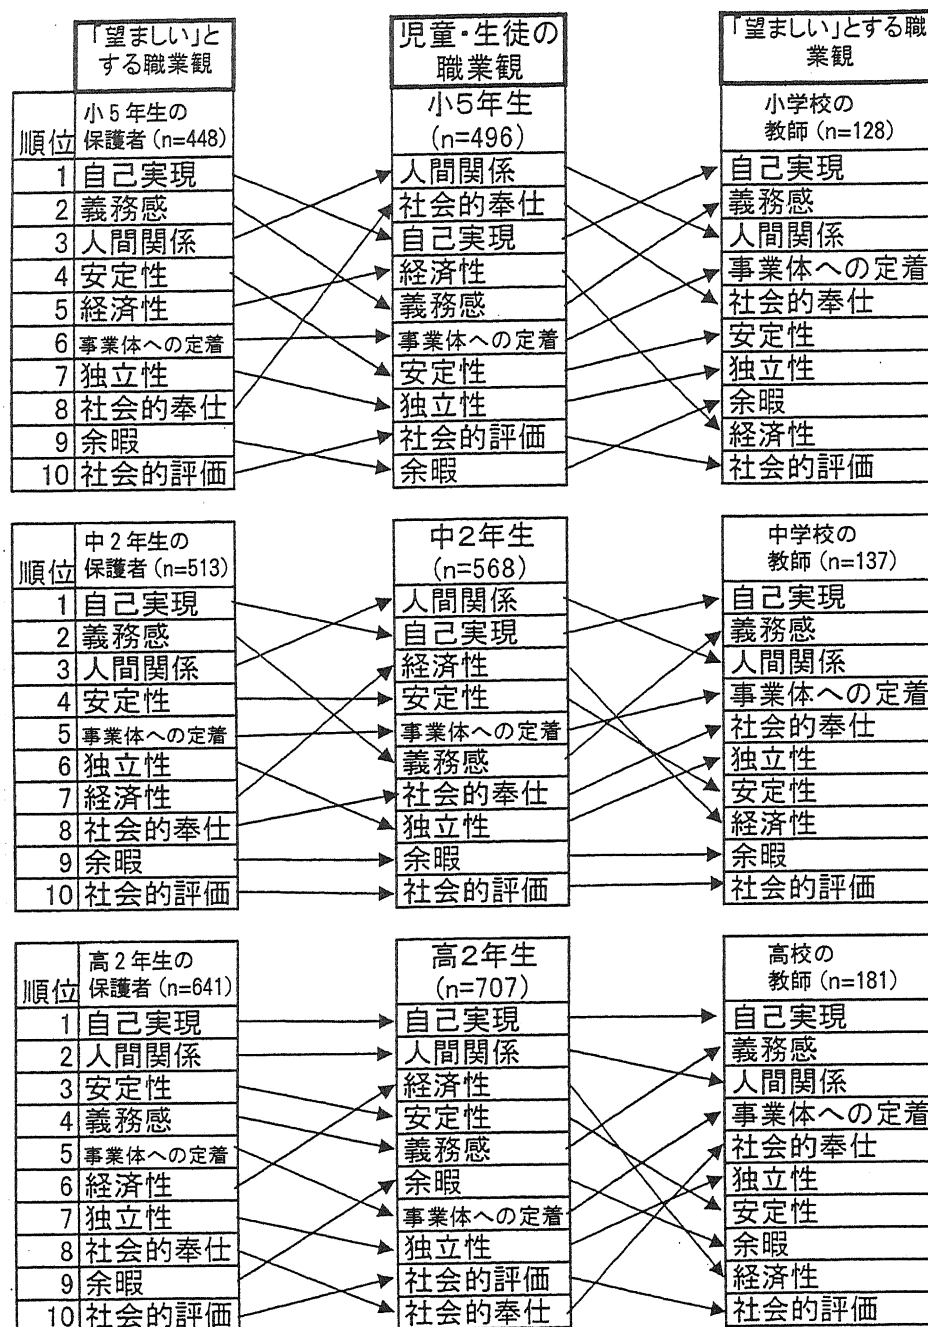 「望ましい」と
する職業観
児童・生徒の
職業観
「望ましい」とする職
業観
順位
小5年生の
保護者(n=448)
小5年生
(n=496)
小学校の
教師(n=128)
1 自己実現 人間関係 自己実現
2 義務感 社会的奉仕 義務感
3 人間関係 自己実現 人間関係
4 安定性 経済性 事業体への定着
5 経済性 義務感 社会的奉仕
6 事業体への定着 事業体への定着 安定性
7 独立性 安定性 独立性
8 社会的奉仕 独立性 余暇
9 余暇 社会的評価 経済性
10 社会的評価 余暇 社会的評価
順位
中2年生の
保護者(n=513)
中2年生
(n=568)
中学校の
教師(n=137)
1 自己実現 人間関係 自己実現
2 義務感 自己実現 義務感
3 人間関係 経済性 人間関係
4 安定性 安定性 事業体への定着
5 事業体への定着 事業体への定着 社会的奉仕
6 独立性 義務感 独立性
7 経済性 社会的奉仕 安定性
8 社会的奉仕 独立性 経済性
9 余暇 余暇 余暇
10 社会的評価 社会的評価 社会的評価
順位
高2年生の
保護者(n=641)
高2年生
(n=707)
高校の
教師(n=181)
1 自己実現 自己実現 自己実現
2 人間関係 人間関係 義務感
3 安定性 経済性 人間関係
4 義務感 安定性 事業体への定着
5 事業体への定着 義務感 社会的奉仕
6 経済性 余暇 独立性
7 独立性 事業体への定着 安定性
8 社会的奉仕 独立性 余暇
9 余暇 社会的評価 経済性
10 社会的評価 社会的奉仕 社会的評価